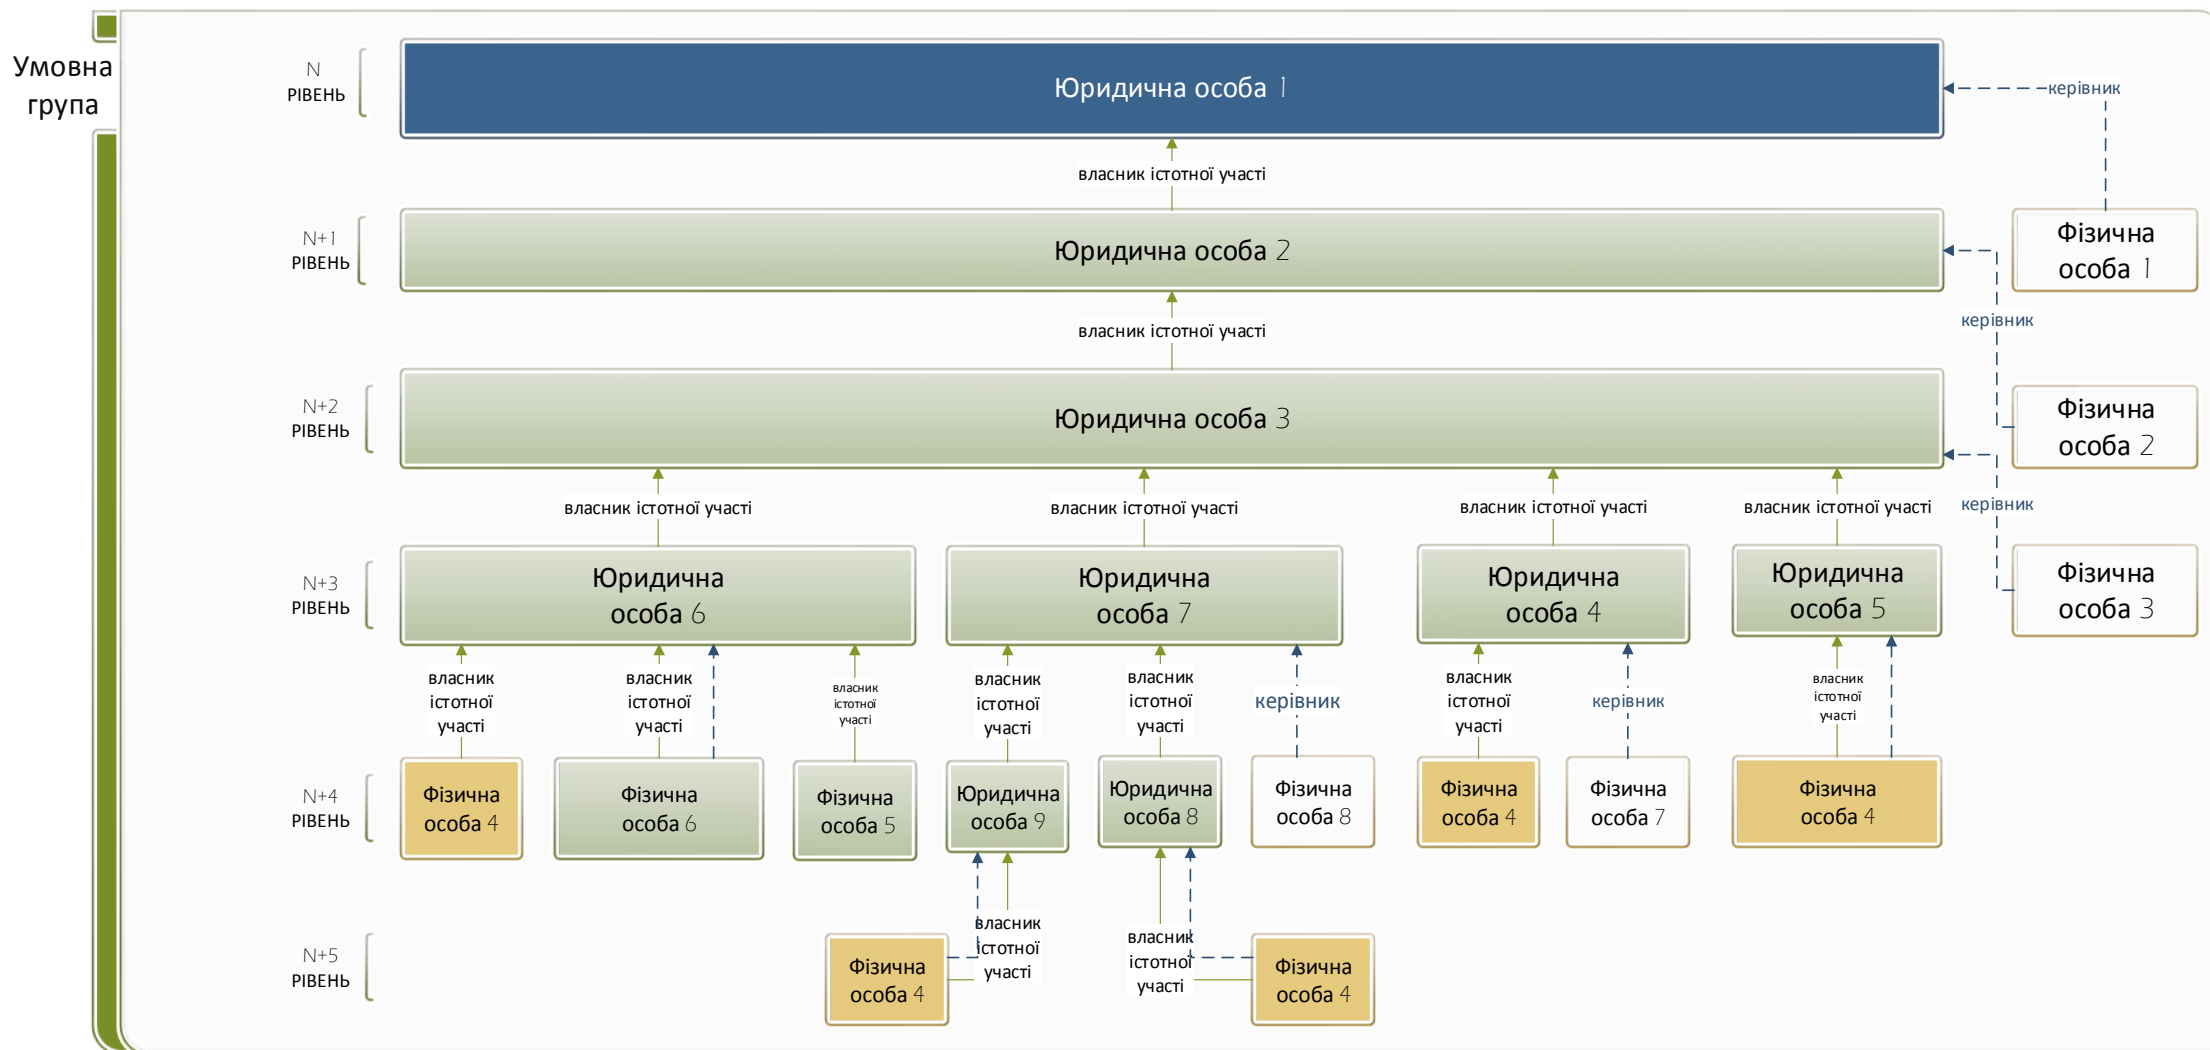 Умовна
група
N
РІВЕНЬ
Юридична особа 1
керівник
власник істотної участі
N+1
РІВЕНЬ
Юридична особа 2
Фізична
особа 1
власник істотної участі
керівник
N+2
РІВЕНЬ
Юридична особа 3
Фізична
особа 2
власник істотної участі
власник істотної участі
власник істотної участі
власник істотної участі
керівник
N+3
РІВЕНЬ
Юридична
особа 6
Юридична
особа 7
Юридична
особа 4
Юридична
особа 5
Фізична
особа 3
власник
істотної
участі
власник
істотної
участі
власник
істотної
участі
власник
істотної
участі
власник
істотної
участі
керівник
власник
істотної
участі
керівник
власник
істотної
участі
N+4
РІВЕНЬ
Фізична
особа 4
Фізична
особа 6
Фізична
особа 5
Юридична
особа 9
Юридична
особа 8
Фізична
особа 8
Фізична
особа 4
Фізична
особа 7
Фізична
особа 4
N+5
РІВЕНЬ
Фізична
особа 4
власник
істотної
участі
власник
істотної
участі
Фізична
особа 4